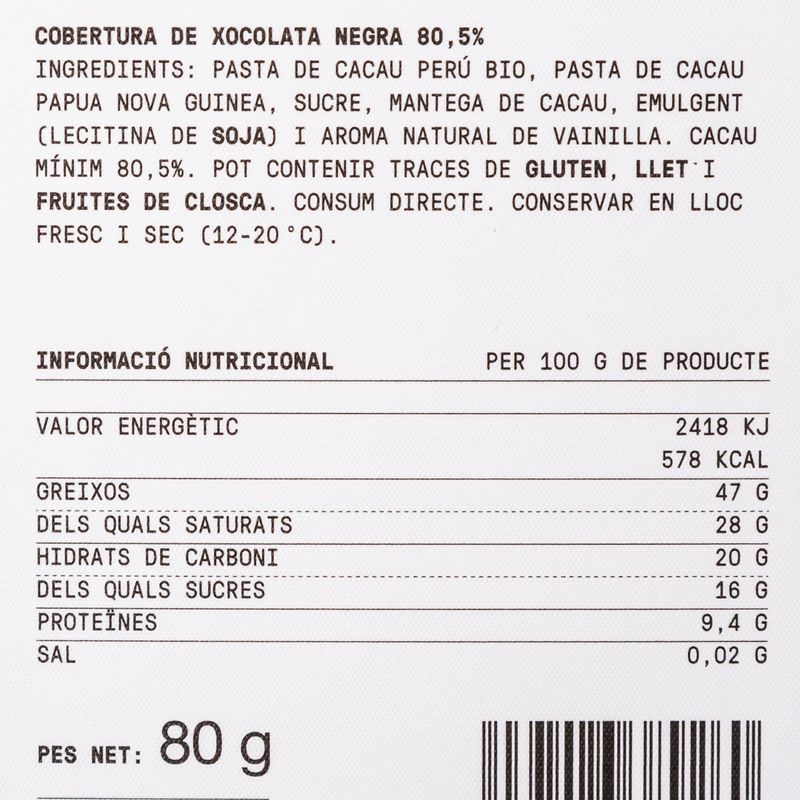 COBERTURA DE XOCOLATA NEGRA 80,5%
INGREDIENTS: PASTA DE CACAU PERÚ BIO, PASTA DE CACAU
PAPUA NOVA GUINEA, SUCRE, MANTEGA DE CACAU, EMULGENT
(LECITINA DE SOJA) I AROMA NATURAL DE VAINILLA. CACAU
MÍNIM 80,5%. POT CONTENIR TRACES DE GLUTEN, LLET I
FRUITES DE CLOSCA. CONSUM DIRECTE. CONSERVAR EN LLOC
FRESC I SEC (12-20°C).
INFORMACIÓ NUTRICIONAL PER 100 G DE PRODUCTE
VALOR ENERGÈTIC 2418 KJ
578 KCAL
GREIXOS 47 G
DELS QUALS SATURATS 28 G
HIDRATS DE CARBONI 20 G
DELS QUALS SUCRES 16 G
PROTEÏNES 9,4 G
SAL 0,02 G
PES NET: 80 g